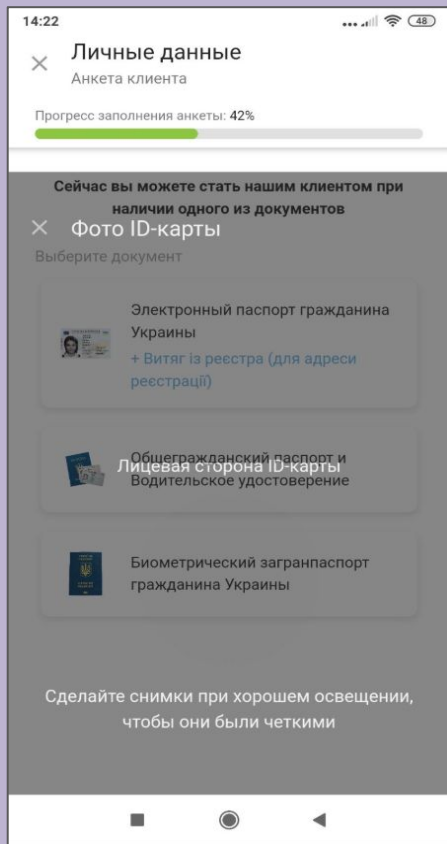 14:22
48
Личные данные
Анкета клиента
Прогресс заполнения анкеты: 42%
Сейчас вы можете стать нашим клиентом при
наличии одного из документов
Фото ID-карты
Выберите документ
Электронный паспорт гражданина
Украины
+ Витяг із реєстра (для адреси
реєстрації)
Общегражданский паспорт и
Лицевая сторона ID-карты
Водительское удостоверение
Биометрический загранпаспорт
гражданина Украины
Сделайте снимки при хорошем освещении,
чтобы они были четкими